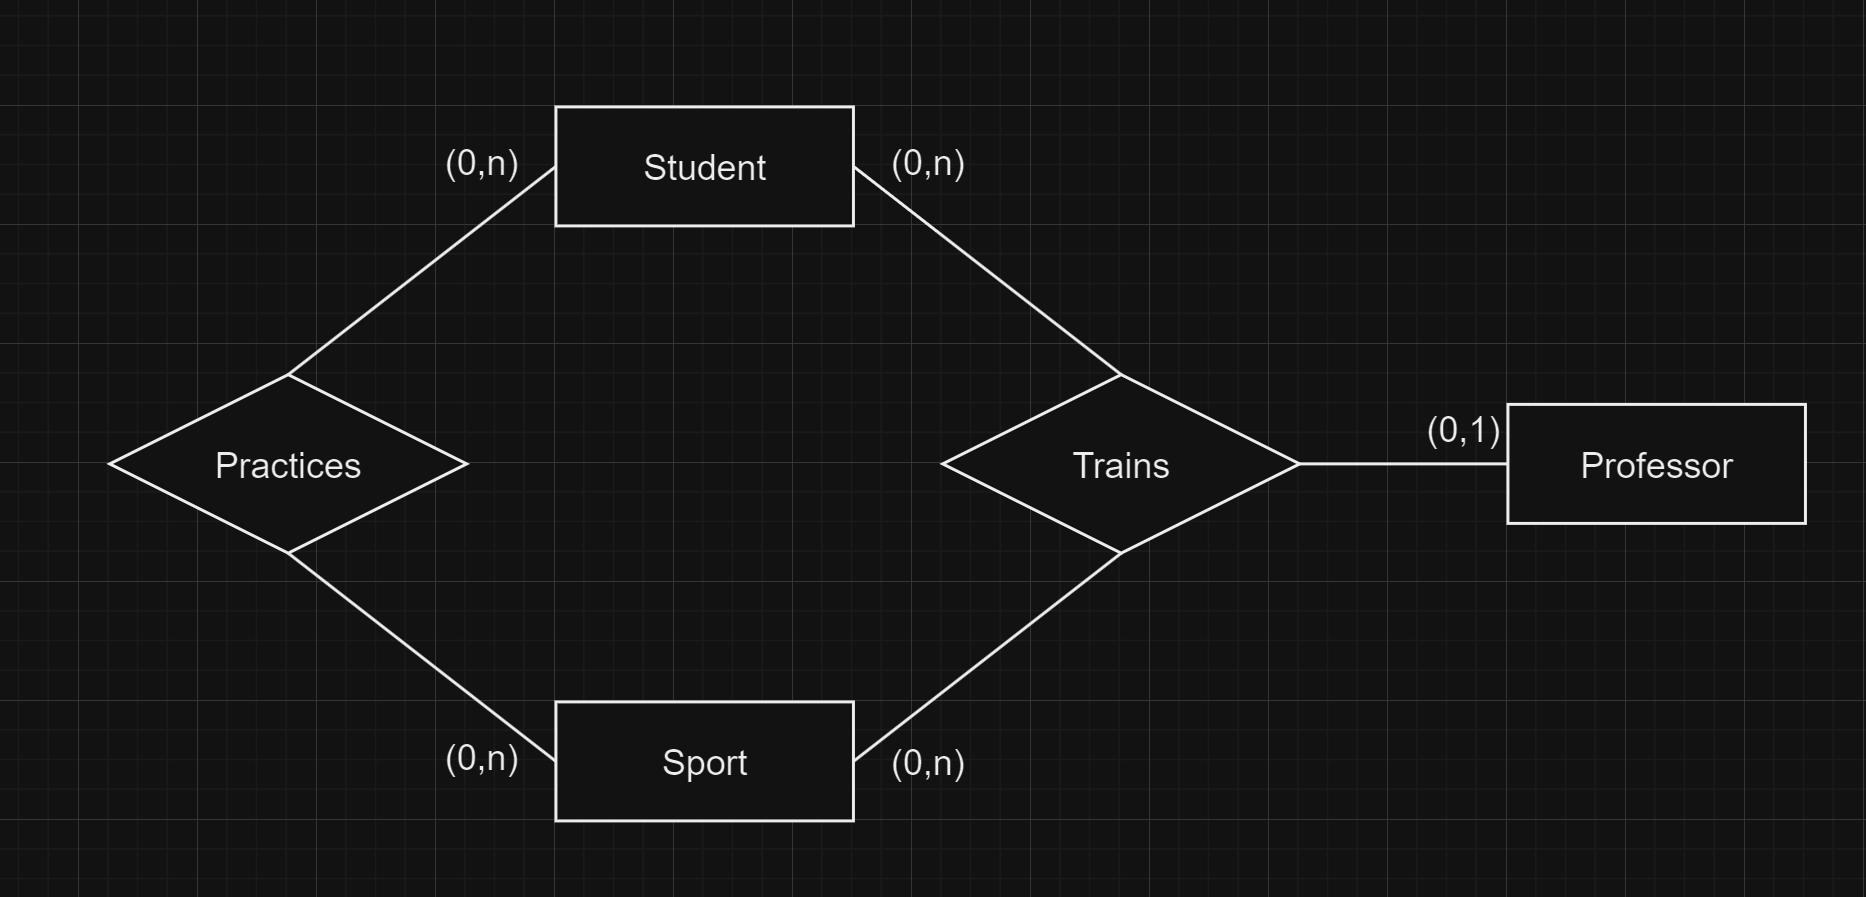 (0,n)
Student
(0,n)
Practices
Trains
(0,1)
Professor
(0,n)
Sport
(0,n)